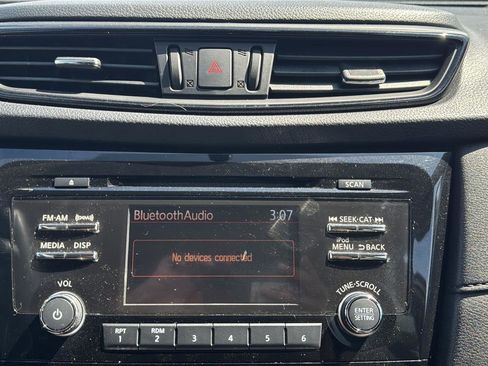 SCAN
FM·AM
((SXM))
MEDIA DISP
BluetoothAudio 3:07
No devices connected
SEEK·CAT
iPod
MENU BACK
VOL
TUNE·SCROLL
ENTER
SETTING
RPT RDM
1 2 3 4 5 6